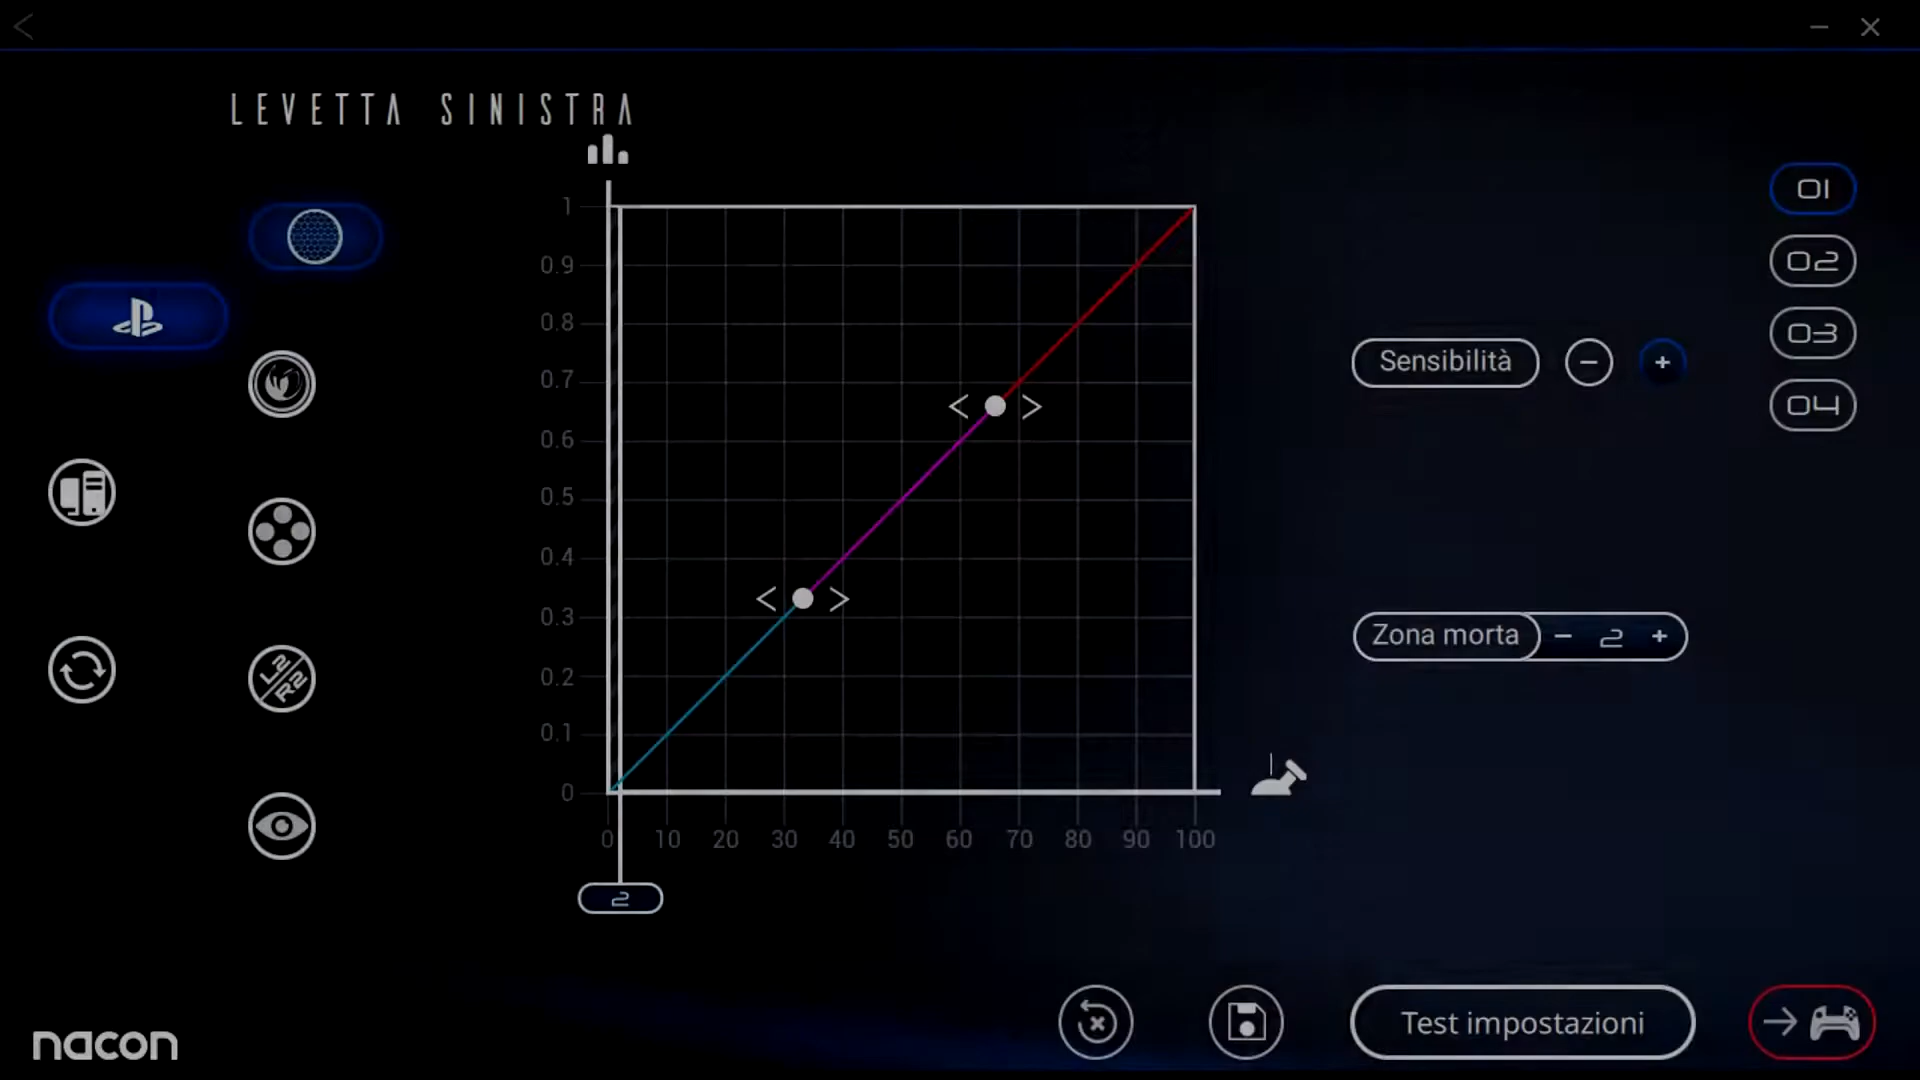 LEVETTA SINISTRA
01
02
03
04
1
0.9
0.8
0.7
0.6
0.5
0.4
0.3
0.2
0.1
0
0 10 20 30 40 50 60 70 80 90 100
2
Sensibilità - +
Zona morta - 2 +
L2
R2
nacon
Test impostazioni